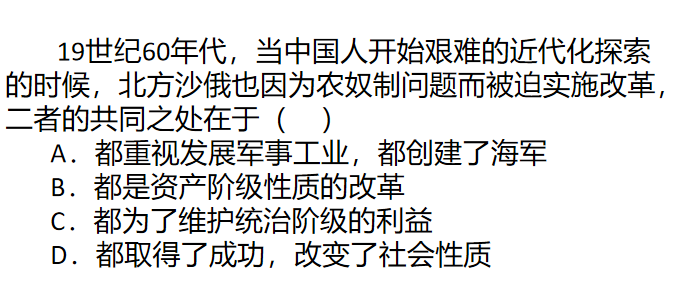 19世纪60年代，当中国人开始艰难的近代化探索
的时候，北方沙俄也因为农奴制问题而被迫实施改革，
二者的共同之处在于（    ）
A．都重视发展军事工业，都创建了海军
B．都是资产阶级性质的改革
C．都为了维护统治阶级的利益
D．都取得了成功，改变了社会性质